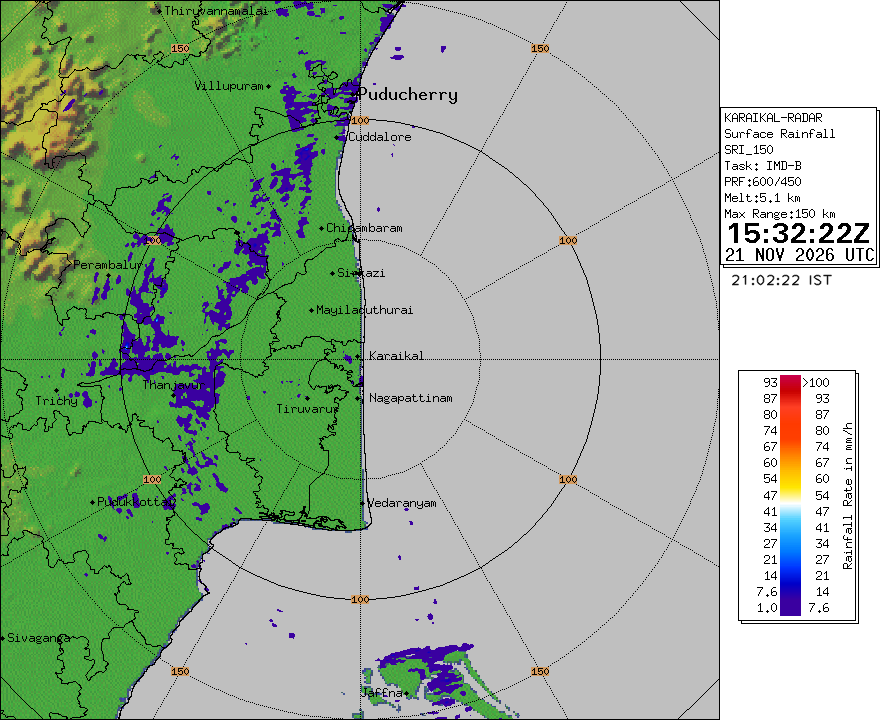 Thiruvannamalai
150
150
Villupuram
Puducherry
100
Cuddalore
Chidambaram
100
100
Perambalur
Sirkazi
Mayiladuthurai
Karaikal
Thanjavur
Trichy
Tiruvarur
Nagapattinam
100
100
Pudukkottai
Vedaranyam
100
Sivaganga
150
150
Jaffna
KARAIKAL-RADAR
Surface Rainfall
SRI_150
Task: IMD-B
PRF:600/450
Melt:5.1 km
Max Range:150 km
15:32:22Z
21 NOV 2026 UTC
21:02:22 IST
93 >100
87 93
80 87
74 80
67 74
60 67
54 60
47 54
41 47
34 41
27 34
21 27
14 21
7.6 14
1.0 7.6
Rainfall Rate in mm/h